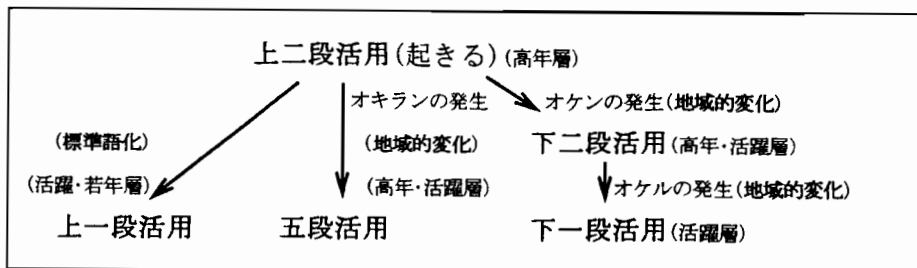 上二段活用(起きる)(高年層)
オキランの発生
オケンの発生(地域的変化)
(標準語化)
(地域的変化)
下二段活用(高年・活躍層)
(活躍・若年層)
(高年・活躍層)
オケルの発生(地域的変化)
上一段活用
五段活用
下一段活用(活躍層)